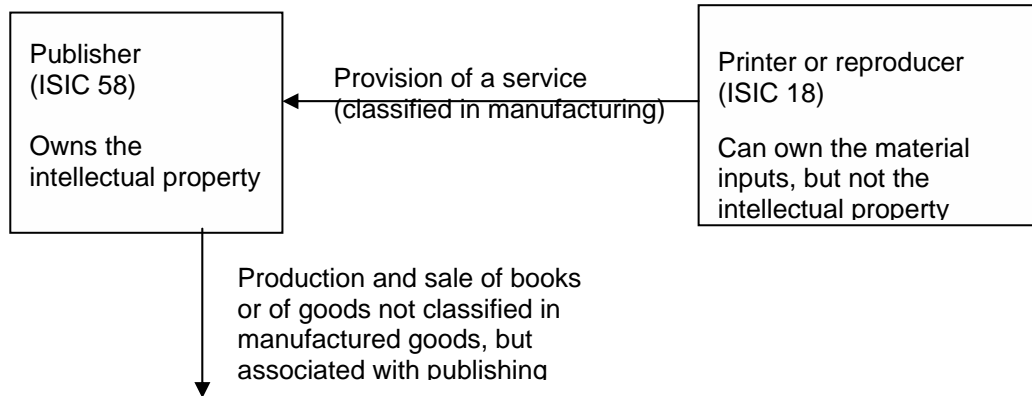 Publisher
(ISIC 58)
Owns the
intellectual property
Provision of a service
(classified in manufacturing)
Printer or reproducer
(ISIC 18)
Can own the material
inputs, but not the
intellectual property
Production and sale of books
or of goods not classified in
manufactured goods, but
associated with publishing